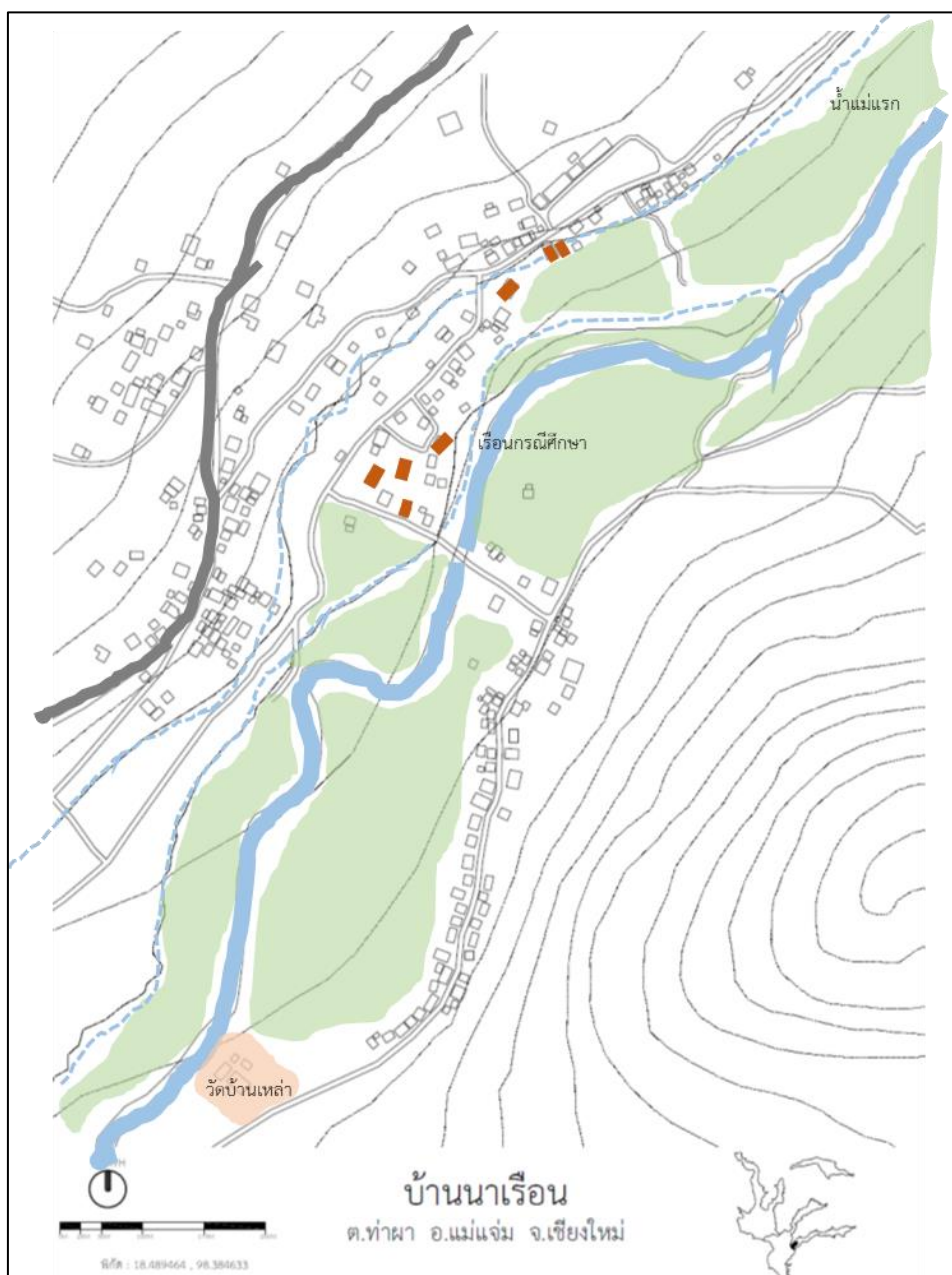 น้ำแม่แรก
เรือนกรณีศึกษา
วัดบ้านเหล่า
บ้านนาเรือน
ต.ท่าผา อ.แม่แจ่ม จ.เชียงใหม่
พิกัด : 18.489464 , 98.384633